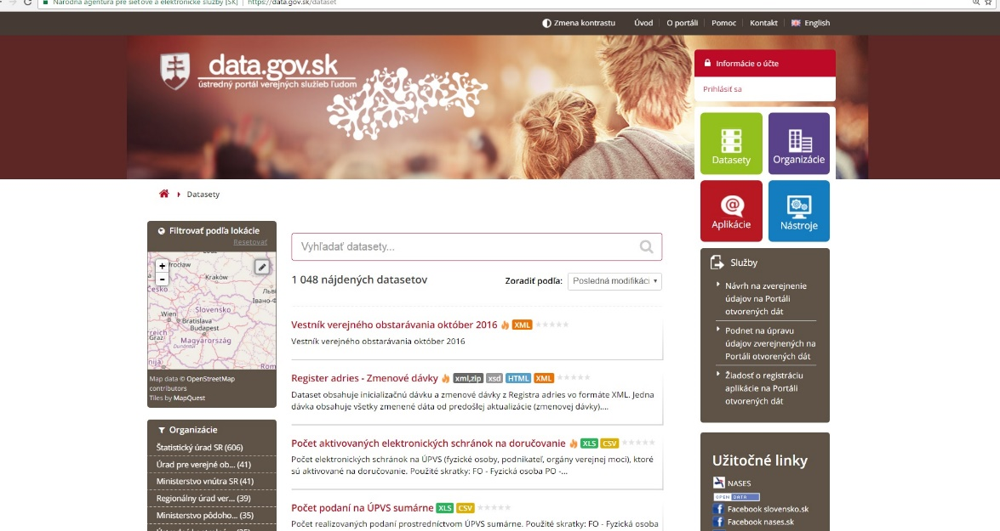 Národná agentúra pre sieťové a elektronické služby [SK] | https://data.gov.sk/dataset
Zmena kontrastu | Úvod | O portáli | Pomoc | Kontakt | English
data.gov.sk
ústredný portál verejných služieb ľuďom
Informácie o účte
Prihlásiť sa
Datasety
Organizácie
Aplikácie
Nástroje
Datasety
Filtrovať podľa lokácie
Resetovať
+
-
Wrocław
Kraków
Česko
Івано-Ф
Slovensko
Wien
Bratislava
Budapest
Graz
Magyarország
Dunántúl
Map data © OpenStreetMap
contributors
Tiles by MapQuest
Organizácie
Štatistický úrad SR (606)
Úrad pre verejné ob... (41)
Ministerstvo vnútra SR (41)
Regionálny úrad ver... (39)
Ministerstvo pôdoho... (35)
Vyhľadať datasety...
1 048 nájdených datasetov
Zoradiť podľa: Posledná modifikáci
Vestník verejného obstarávania október 2016 XML
Vestník verejného obstarávania október 2016
Register adries - Zmenové dávky xml,zip xsd HTML XML
Dataset obsahuje inicializačnú dávku a zmenové dávky z Registra adries vo formáte XML. Jedna
dávka obsahuje všetky zmenené dáta od predošlej aktualizácie (zmenovej dávky)....
Počet aktivovaných elektronických schránok na doručovanie XLS CSV
Počet elektronických schránok na ÚPVS (fyzické osoby, podnikateľ, orgány verejnej moci), ktoré
sú aktivované na doručovanie. Použité skratky: FO - Fyzická osoba PO -...
Počet podaní na ÚPVS sumárne XLS CSV
Počet realizovaných podaní prostredníctvom ÚPVS sumárne. Použité skratky: FO - Fyzická osoba
Služby
Návrh na zverejnenie
údajov na Portáli
otvorených dát
Podnet na úpravu
údajov zverejnených na
Portáli otvorených dát
Žiadosť o registráciu
aplikácie na Portáli
otvorených dát
Užitočné linky
NASES
OPEN DATA
Facebook slovensko.sk
Facebook nases.sk